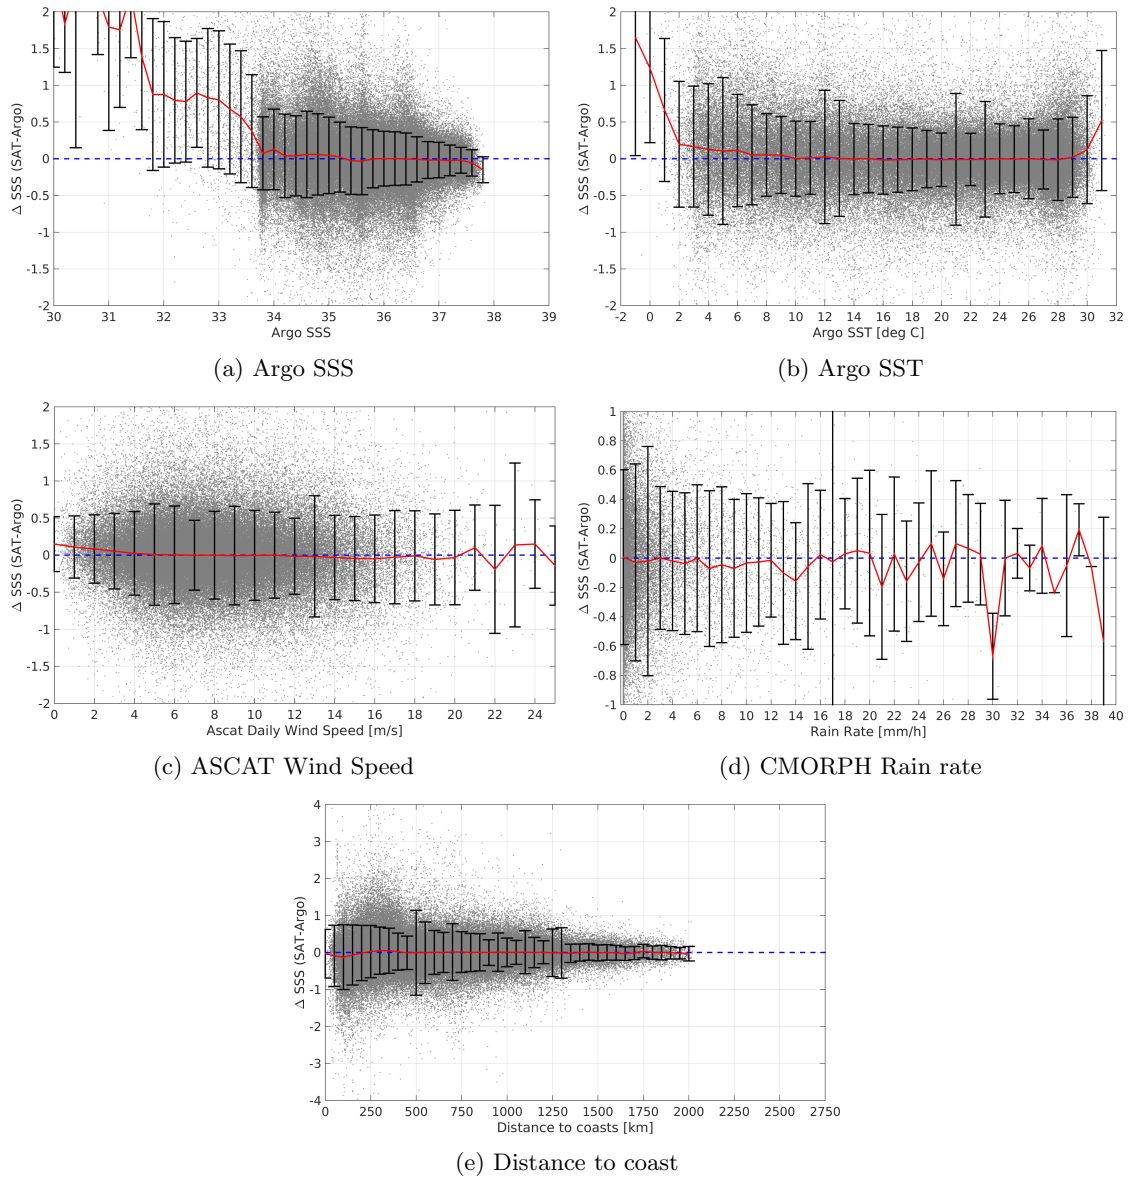 2
1.5
1
0.5
0
-0.5
-1
-1.5
-2
Δ SSS (SAT-Argo)
30 31 32 33 34 35 36 37 38 39
Argo SSS
(a) Argo SSS
2
1.5
1
0.5
0
-0.5
-1
-1.5
-2
Δ SSS (SAT-Argo)
-2 0 2 4 6 8 10 12 14 16 18 20 22 24 26 28 30 32
Argo SST [deg C]
(b) Argo SST
2
1.5
1
0.5
0
-0.5
-1
-1.5
-2
Δ SSS (SAT-Argo)
0 2 4 6 8 10 12 14 16 18 20 22 24
Ascat Daily Wind Speed [m/s]
(c) ASCAT Wind Speed
1
0.8
0.6
0.4
0.2
0
-0.2
-0.4
-0.6
-0.8
-1
Δ SSS (SAT-Argo)
0 2 4 6 8 10 12 14 16 18 20 22 24 26 28 30 32 34 36 38 40
Rain Rate [mm/h]
(d) CMORPH Rain rate
4
3
2
1
0
-1
-2
-3
-4
Δ SSS (SAT-Argo)
0 250 500 750 1000 1250 1500 1750 2000 2250 2500 2750
Distance to coasts [km]
(e) Distance to coast